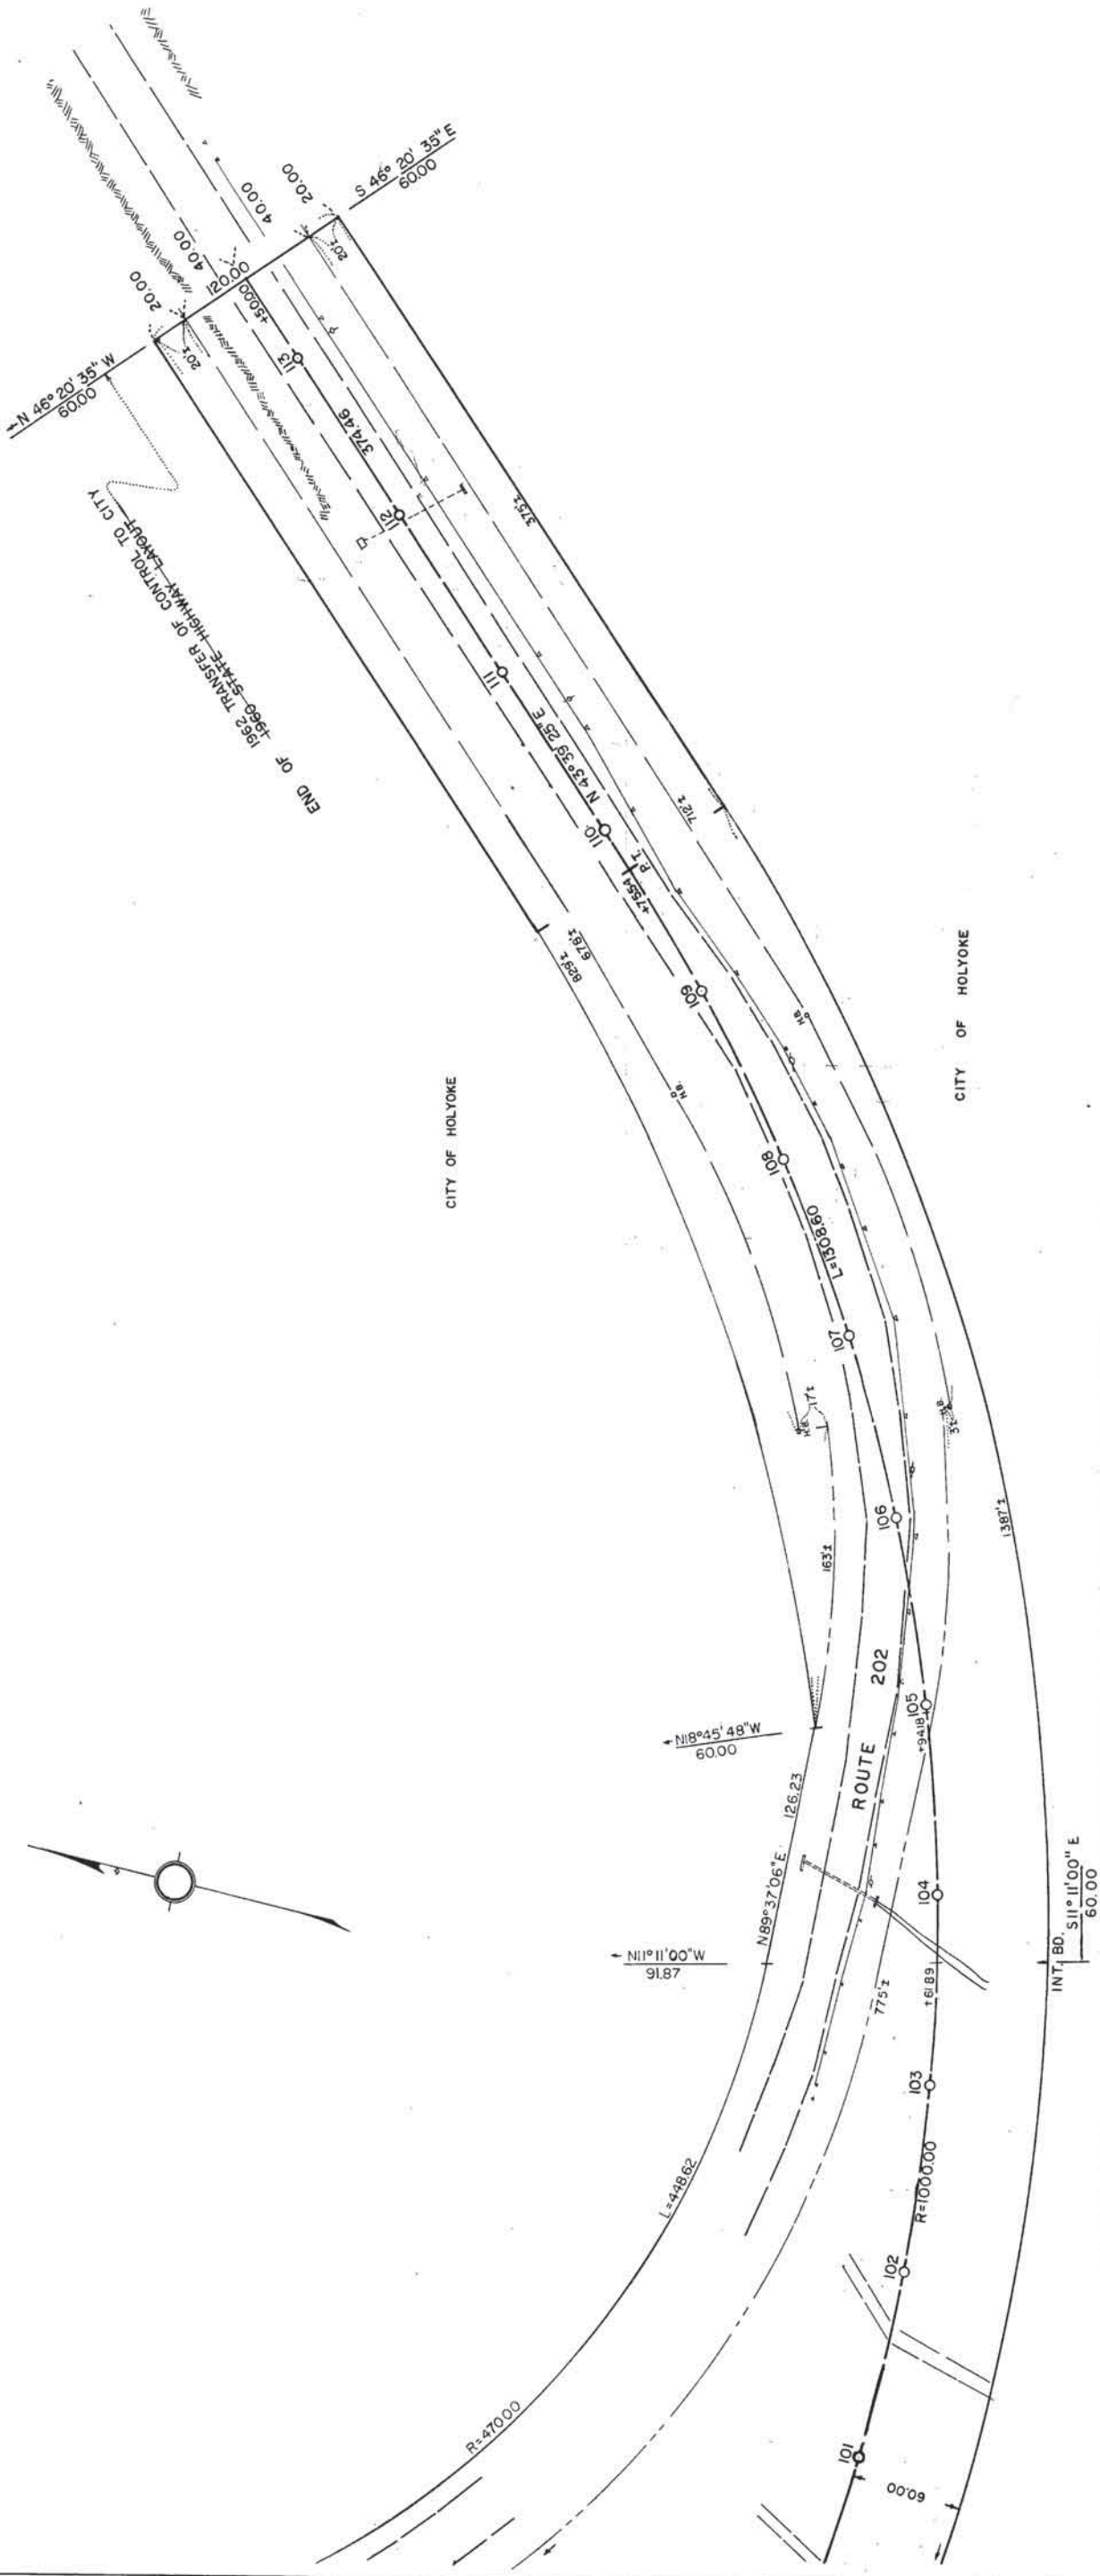 ←N 46° 20' 35" W
60.00
20.00
40.00
40.00
20.00
120.00
+50.00
20'±
20'±
S 46° 20' 35" E
60.00
1962 TRANSFER OF CONTROL TO CITY
END OF 1960 STATE HIGHWAY LAYOUT
113
374.46
112
375'±
111
N 43° 39' 25" E
110
712'±
+75.54 P.T.
829'±
678'±
109
H.B.
H.B.
CITY OF HOLYOKE
CITY OF HOLYOKE
108
L=1308.60
107
H.B. 17'±
3'± H.B.
106
163'±
1387'±
ROUTE 202
105
+94.18
←N18°45'48"W
60.00
126.23
N89°37'06"E
104
←N11°11'00"W
91.87
+61.89
775'±
INT. BD.
S11°11'00" E
60.00
103
R=1000.00
L=448.62
102
R=470.00
101
60.00